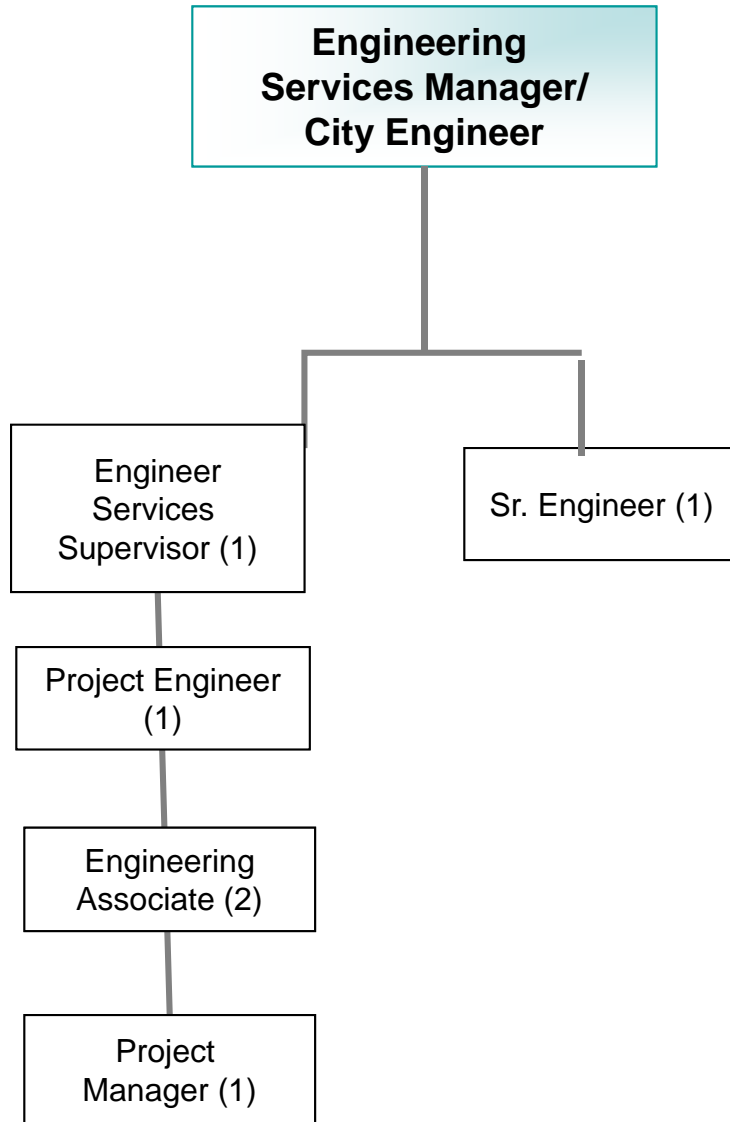 Engineering
Services Manager/
City Engineer
Engineer
Services
Supervisor (1)
Sr. Engineer (1)
Project Engineer
(1)
Engineering
Associate (2)
Project
Manager (1)